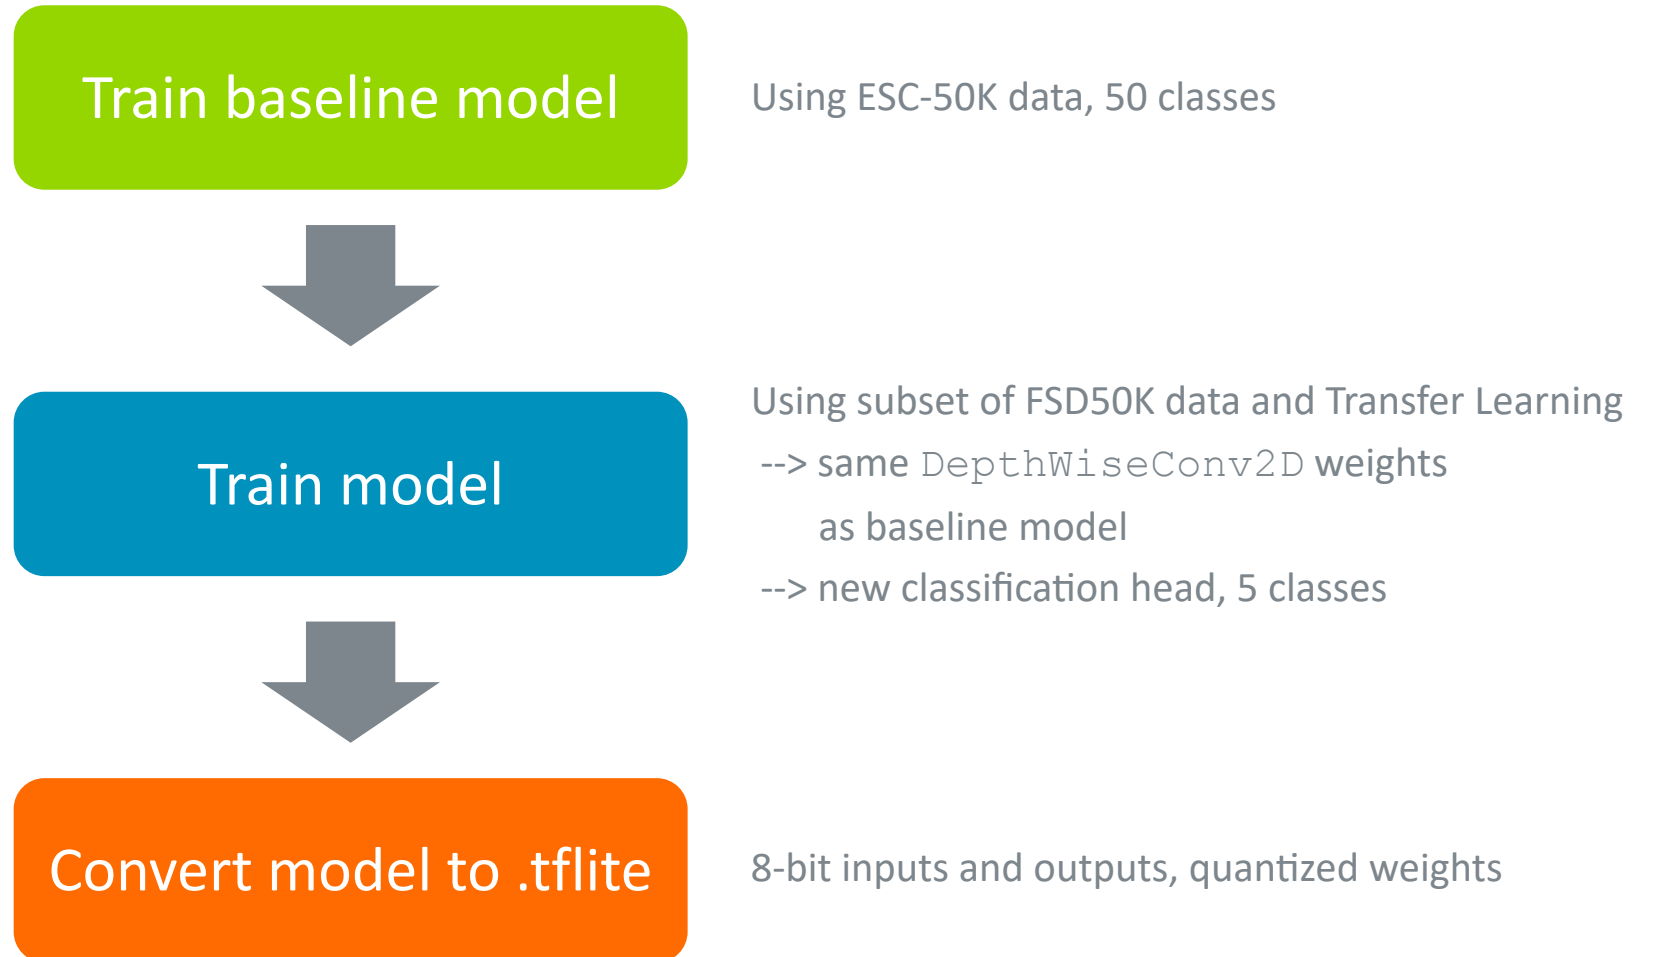 Train baseline model
Using ESC-50K data, 50 classes
Train model
Using subset of FSD50K data and Transfer Learning
--> same DepthWiseConv2D weights
as baseline model
--> new classification head, 5 classes
Convert model to .tflite
8-bit inputs and outputs, quantized weights